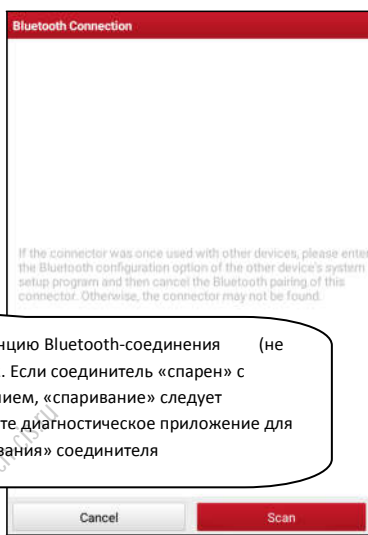 Bluetooth Connection
If the connector was once used with other devices, please enter
the Bluetooth configuration option of the other device's system
setup program and then cancel the Bluetooth pairing of this
connector. Otherwise, the connector may not be found.
нцию Bluetooth-соединения (не
. Если соединитель «спарен» с
нием, «спаривание» следует
те диагностическое приложение для
вания» соединителя
Cancel Scan